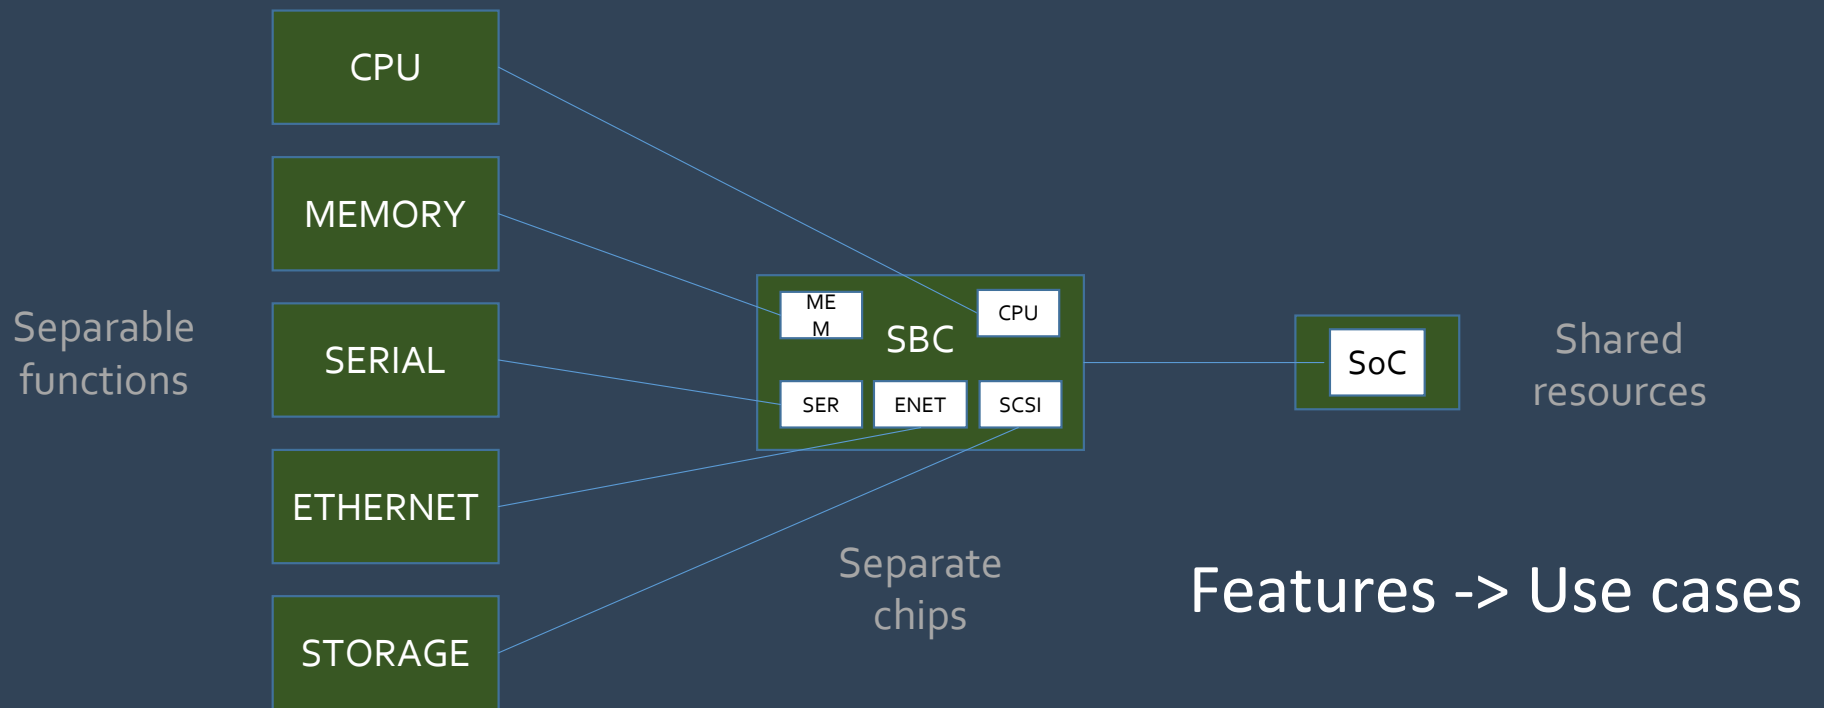 CPU
MEMORY
SERIAL
ETHERNET
STORAGE
Separable
functions
ME
M
CPU
SBC
SER
ENET
SCSI
Separate
chips
SoC
Shared
resources
Features -> Use cases